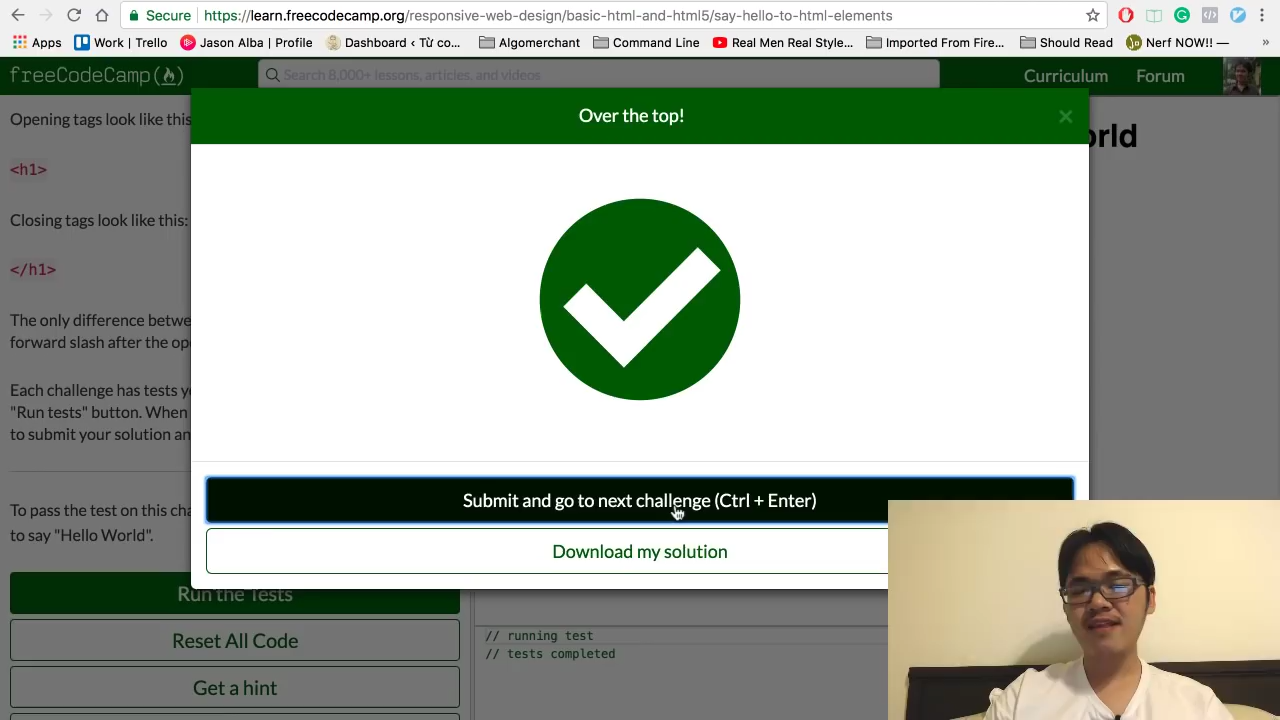 Secure https://learn.freecodecamp.org/responsive-web-design/basic-html-and-html5/say-hello-to-html-elements
Apps Work | Trello Jason Alba | Profile Dashboard ‹ Từ co... Algomerchant Command Line Real Men Real Style... Imported From Fire... Should Read Nerf NOW!! —
freeCodeCamp Search 8,000+ lessons, articles, and videos Curriculum Forum
Over the top!
Opening tags look like this
<h1>
Closing tags look like this:
</h1>
The only difference betwe
forward slash after the op
Each challenge has tests y
"Run tests" button. When
to submit your solution an
Submit and go to next challenge (Ctrl + Enter)
To pass the test on this cha
to say "Hello World".
Download my solution
Run the Tests
Reset All Code
Get a hint
// running test
// tests completed